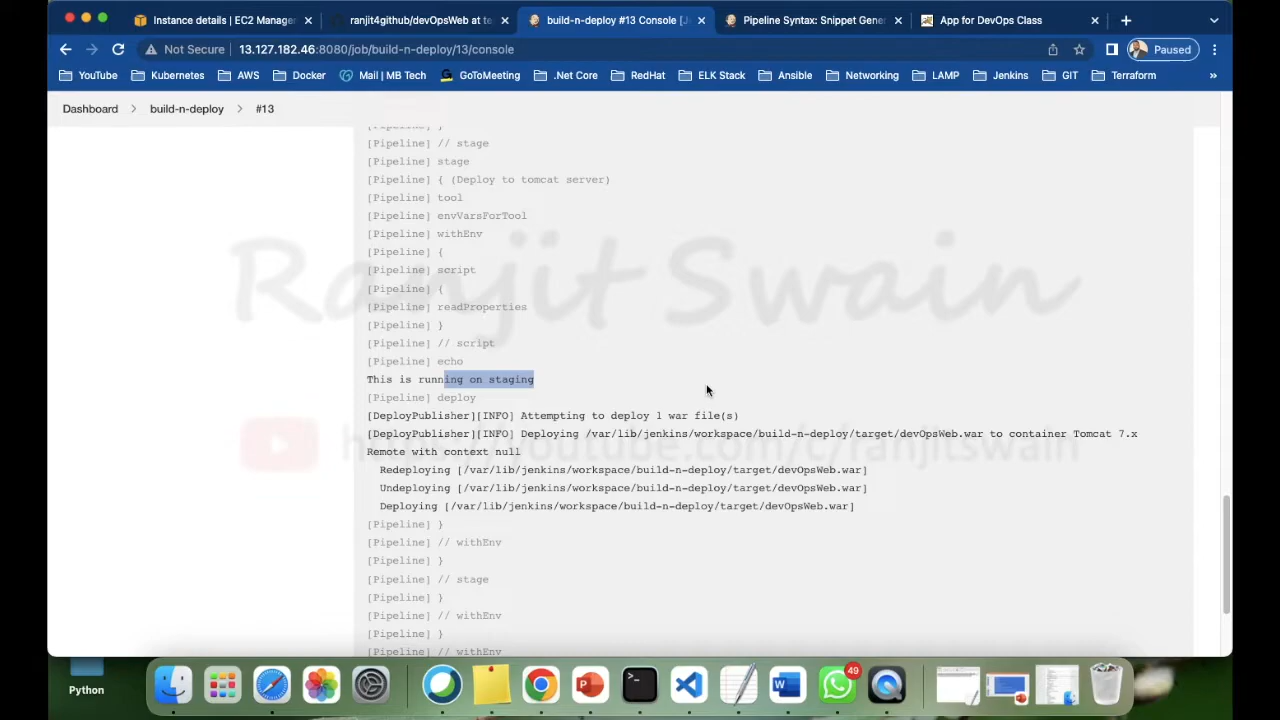 Instance details | EC2 Manager
ranjit4github/devOpsWeb at te
build-n-deploy #13 Console [J
Pipeline Syntax: Snippet Gener
App for DevOps Class
Not Secure
13.127.182.46:8080/job/build-n-deploy/13/console
Paused
YouTube
Kubernetes
AWS
Docker
Mail | MB Tech
GoToMeeting
.Net Core
RedHat
ELK Stack
Ansible
Networking
LAMP
Jenkins
GIT
Terraform
»
Dashboard > build-n-deploy > #13
[Pipeline] }
[Pipeline] // stage
[Pipeline] stage
[Pipeline] { (Deploy to tomcat server)
[Pipeline] tool
[Pipeline] envVarsForTool
[Pipeline] withEnv
[Pipeline] {
[Pipeline] script
[Pipeline] {
[Pipeline] readProperties
[Pipeline] }
[Pipeline] // script
[Pipeline] echo
This is running on staging
[Pipeline] deploy
[DeployPublisher][INFO] Attempting to deploy 1 war file(s)
[DeployPublisher][INFO] Deploying /var/lib/jenkins/workspace/build-n-deploy/target/devOpsWeb.war to container Tomcat 7.x
Remote with context null
Redeploying [/var/lib/jenkins/workspace/build-n-deploy/target/devOpsWeb.war]
Undeploying [/var/lib/jenkins/workspace/build-n-deploy/target/devOpsWeb.war]
Deploying [/var/lib/jenkins/workspace/build-n-deploy/target/devOpsWeb.war]
[Pipeline] }
[Pipeline] // withEnv
[Pipeline] }
[Pipeline] // stage
[Pipeline] }
[Pipeline] // withEnv
[Pipeline] }
[Pipeline] // withEnv
Ranjit Swain
https://youtube.com/c/ranjitswain
Python
49